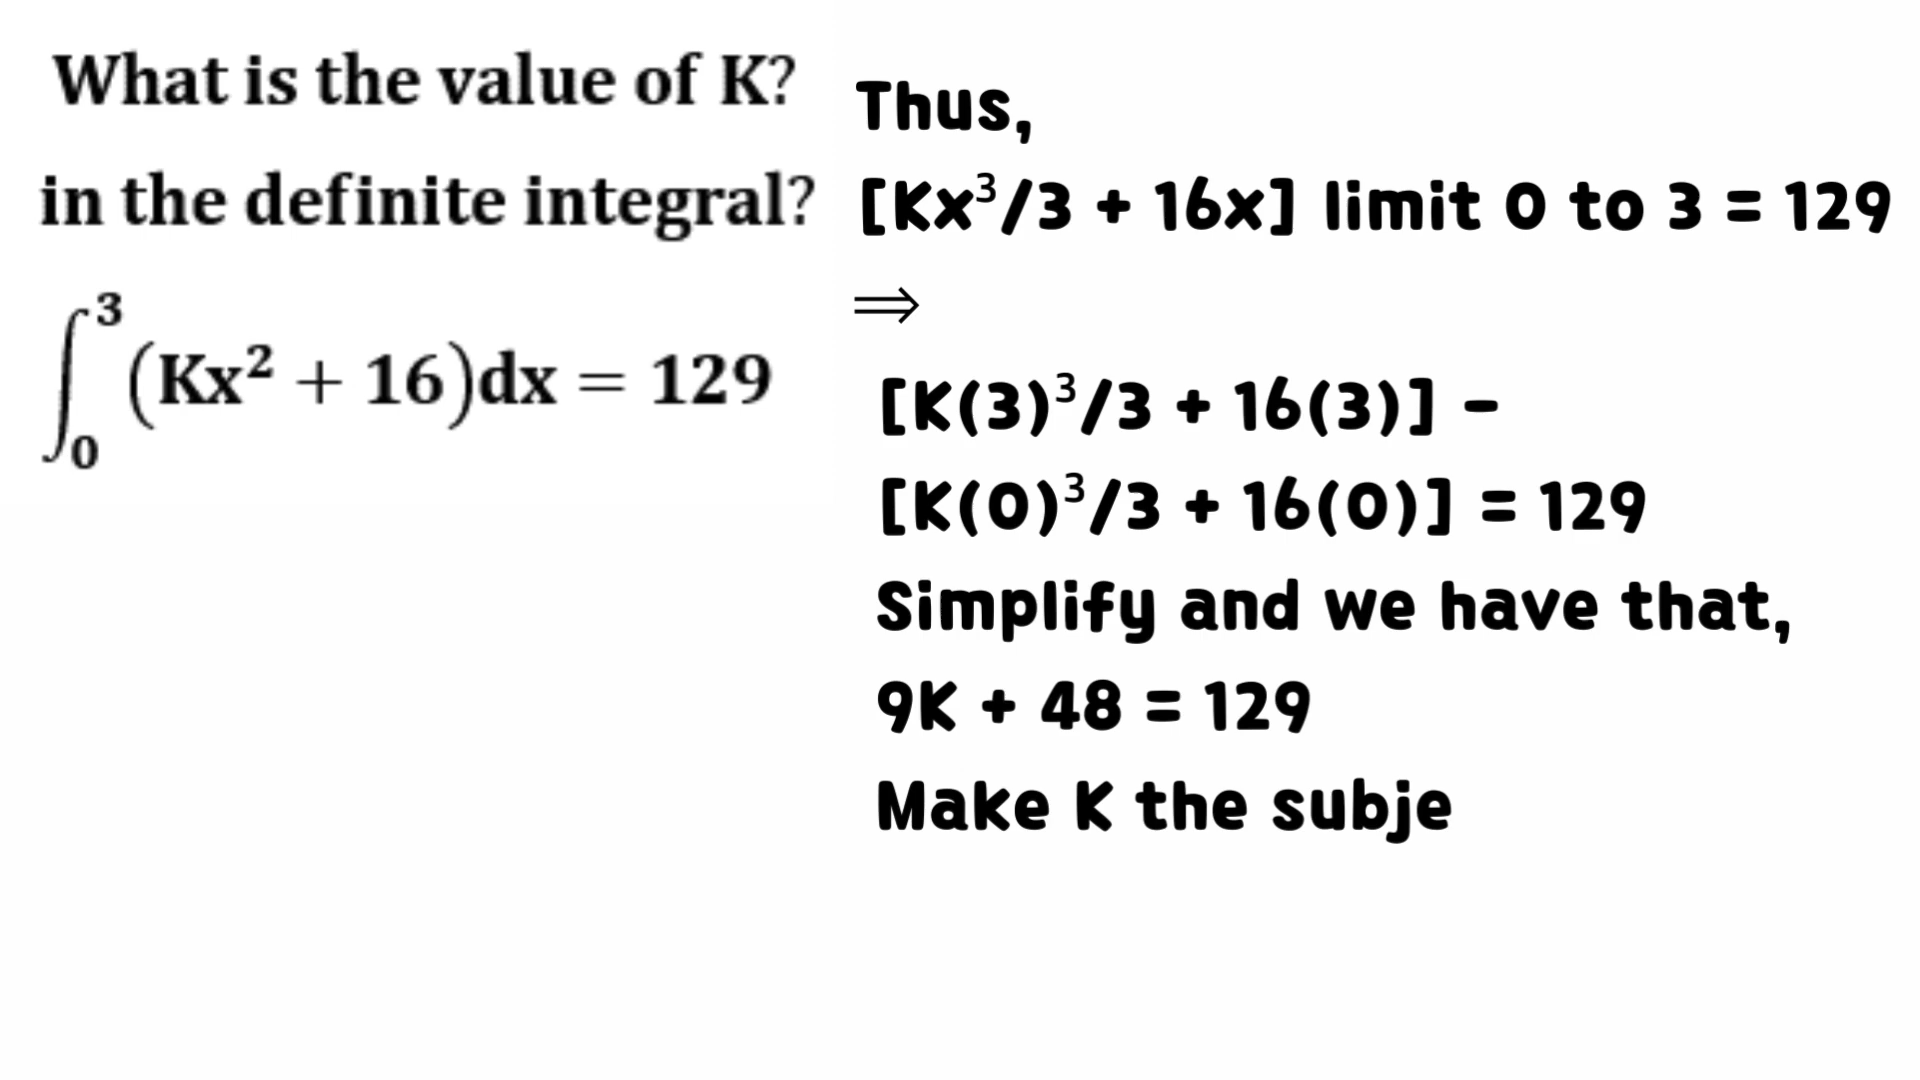 What is the value of K?
in the definite integral?
∫₀³ (Kx² + 16)dx = 129
Thus,
[Kx³/3 + 16x] limit 0 to 3 = 129
⟹
[K(3)³/3 + 16(3)] -
[K(0)³/3 + 16(0)] = 129
Simplify and we have that,
9K + 48 = 129
Make K the subje